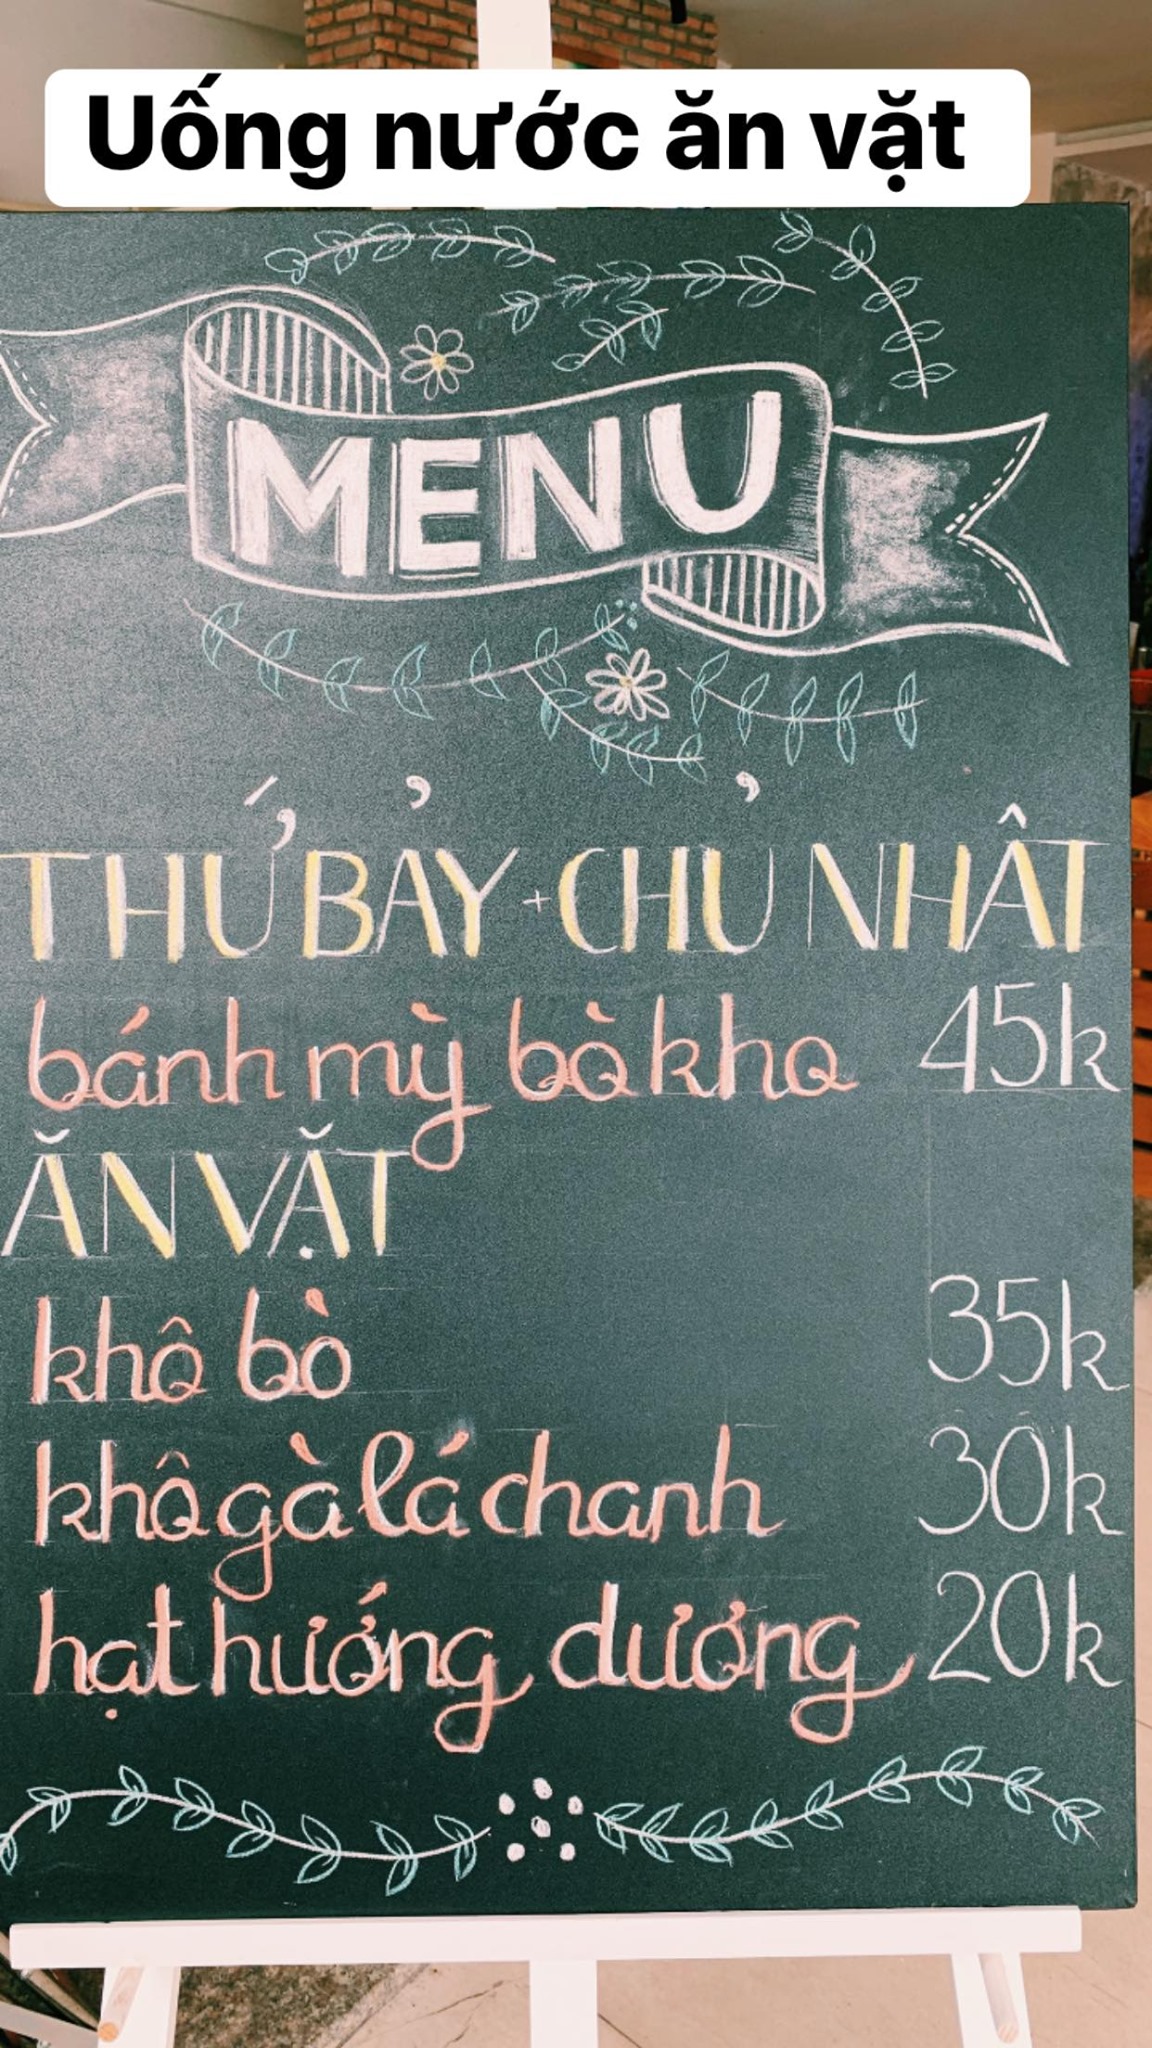 Uống nước ăn vặt
MENU
THỨ BẢY + CHỦ NHẬT
bánh mỳ bò kho 45k
ĂN VẶT
khô bò 35k
khô gà lá chanh 30k
hạt hướng dương 20k